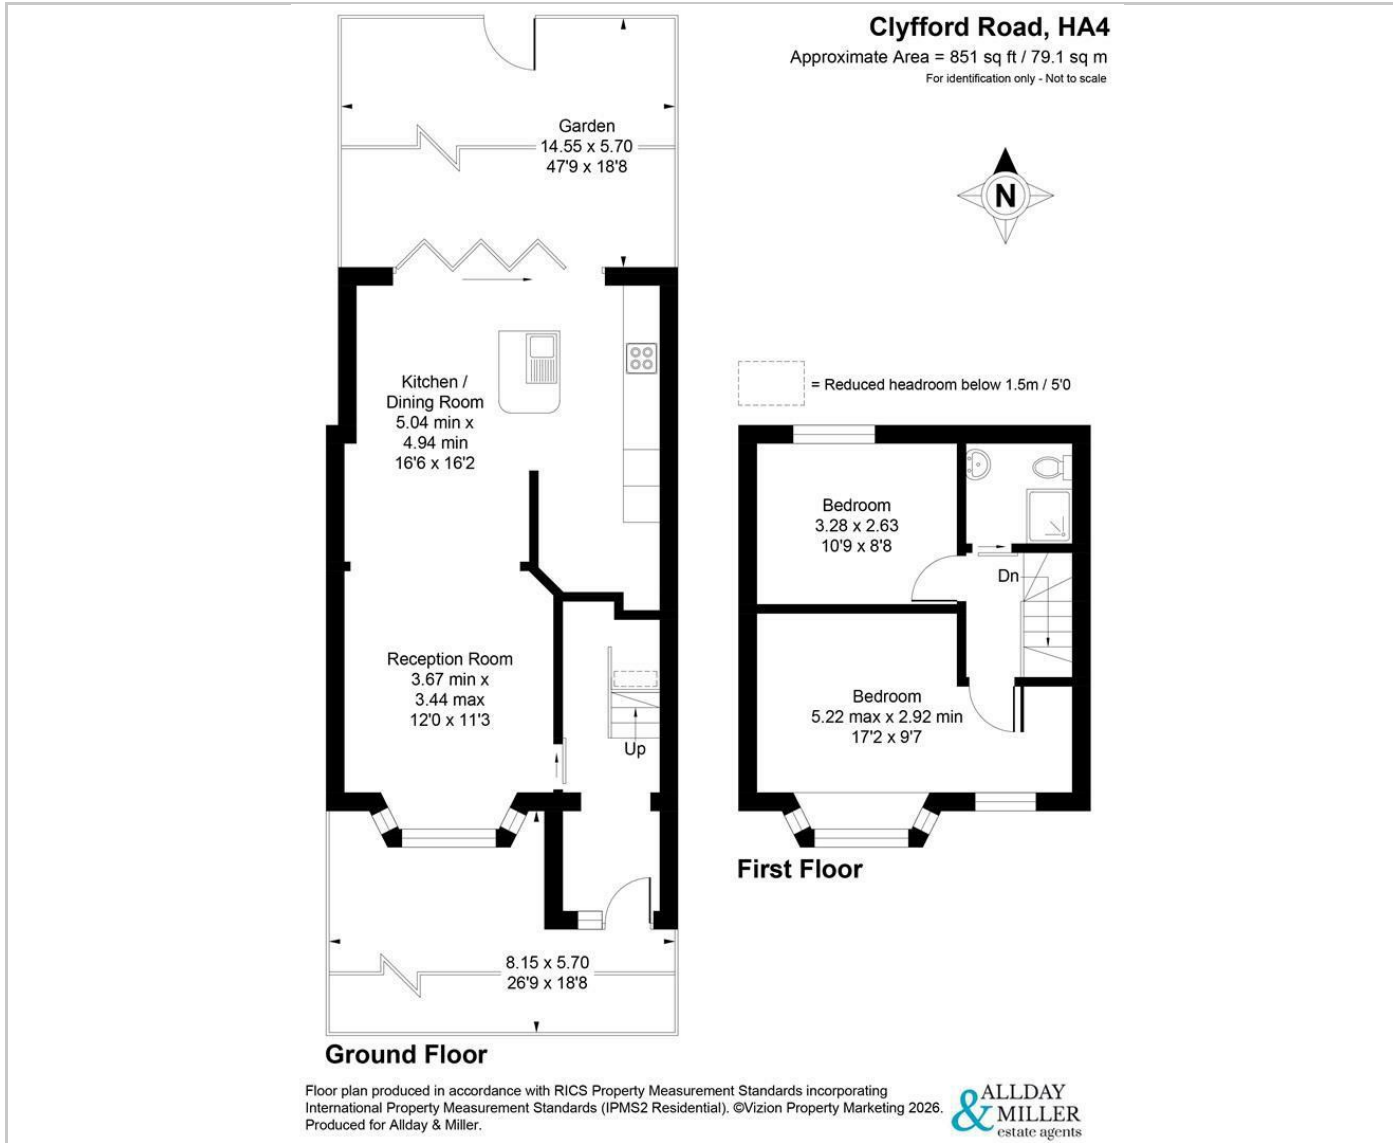 Clyfford Road, HA4
Approximate Area = 851 sq ft / 79.1 sq m
For identification only - Not to scale
Garden
14.55 x 5.70
47'9 x 18'8
N
Kitchen /
Dining Room
5.04 min x
4.94 min
16'6 x 16'2
= Reduced headroom below 1.5m / 5'0
Bedroom
3.28 x 2.63
10'9 x 8'8
Dn
Reception Room
3.67 min x
3.44 max
12'0 x 11'3
Up
Bedroom
5.22 max x 2.92 min
17'2 x 9'7
First Floor
8.15 x 5.70
26'9 x 18'8
Ground Floor
Floor plan produced in accordance with RICS Property Measurement Standards incorporating
International Property Measurement Standards (IPMS2 Residential). ©Vizion Property Marketing 2026.
Produced for Allday & Miller.
ALLDAY
& MILLER
estate agents